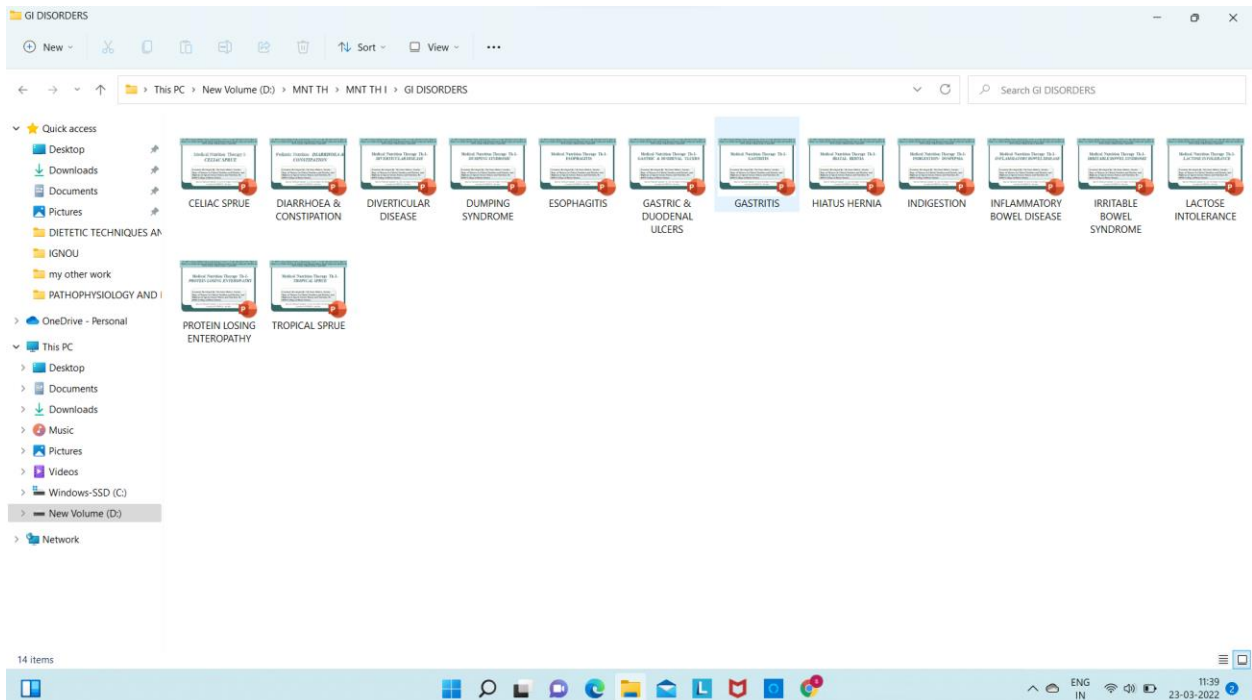 GI DISORDERS
New
Sort
View
This PC > New Volume (D:) > MNT TH > MNT TH I > GI DISORDERS
Search GI DISORDERS
Quick access
Desktop
Downloads
Documents
Pictures
DIETETIC TECHNIQUES AN
IGNOU
my other work
PATHOPHYSIOLOGY AND
OneDrive - Personal
This PC
Desktop
Documents
Downloads
Music
Pictures
Videos
Windows-SSD (C:)
New Volume (D:)
Network
CELIAC SPRUE
DIARRHOEA &
CONSTIPATION
DIVERTICULAR
DISEASE
DUMPING
SYNDROME
ESOPHAGITIS
GASTRIC &
DUODENAL
ULCERS
GASTRITIS
HIATUS HERNIA
INDIGESTION
INFLAMMATORY
BOWEL DISEASE
IRRITABLE
BOWEL
SYNDROME
LACTOSE
INTOLERANCE
PROTEIN LOSING
ENTEROPATHY
TROPICAL SPRUE
14 items
ENG
IN
11:39
23-03-2022
2